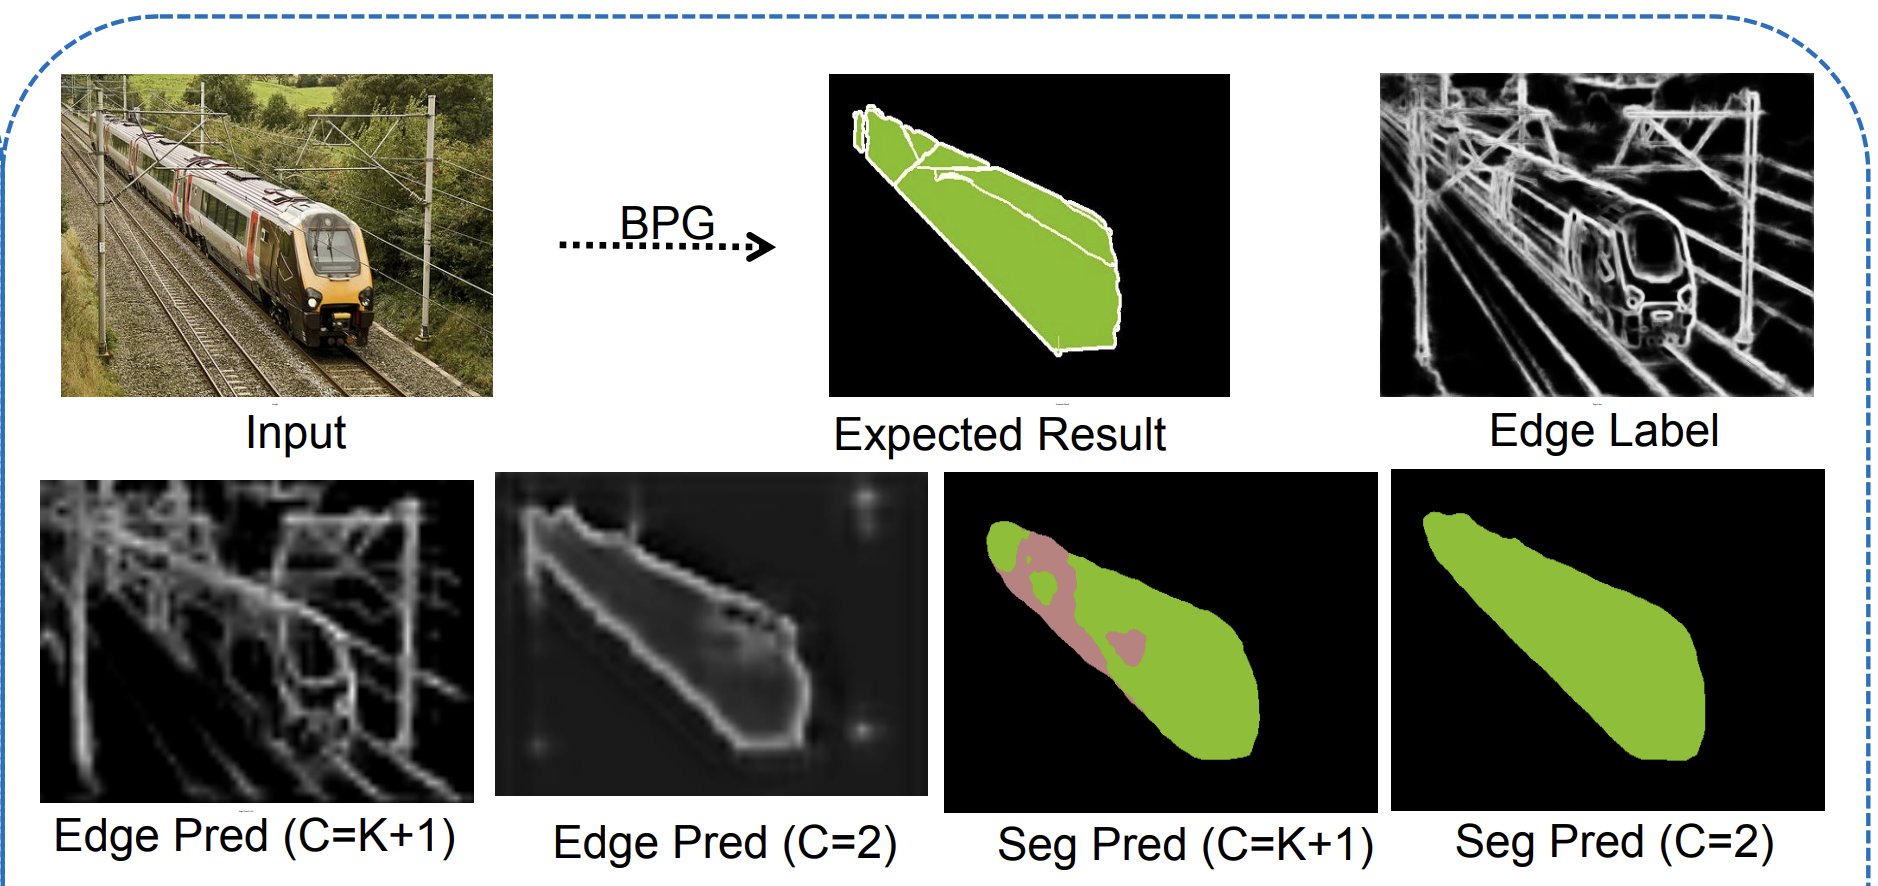 BPG
Input
Expected Result
Edge Label
Edge Pred (C=K+1)
Edge Pred (C=2)
Seg Pred (C=K+1)
Seg Pred (C=2)